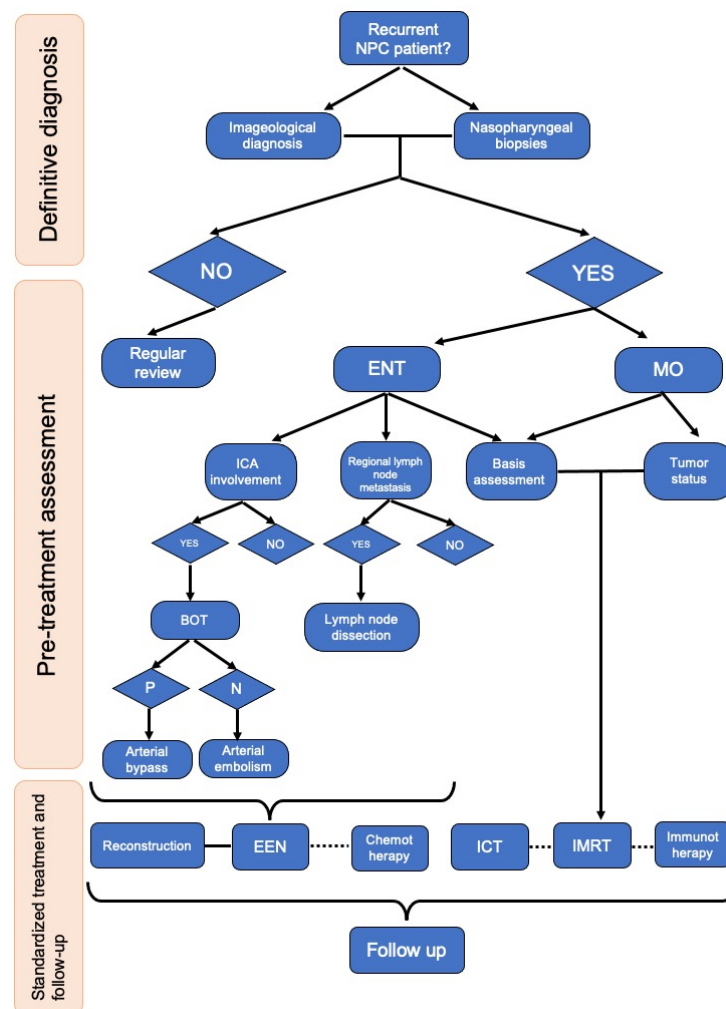 Recurrent
NPC patient?
Definitive diagnosis
Imageological
diagnosis
Nasopharyngeal
biopsies
NO
YES
Regular
review
ENT
MO
Pre-treatment assessment
ICA
involvement
Regional lymph
node
metastasis
Basis
assessment
Tumor
status
YES
NO
YES
NO
BOT
Lymph node
dissection
P
N
Arterial
bypass
Arterial
embolism
Standardized treatment and
follow-up
Reconstruction
EEN
Chemot
herapy
ICT
IMRT
Immunot
herapy
Follow up